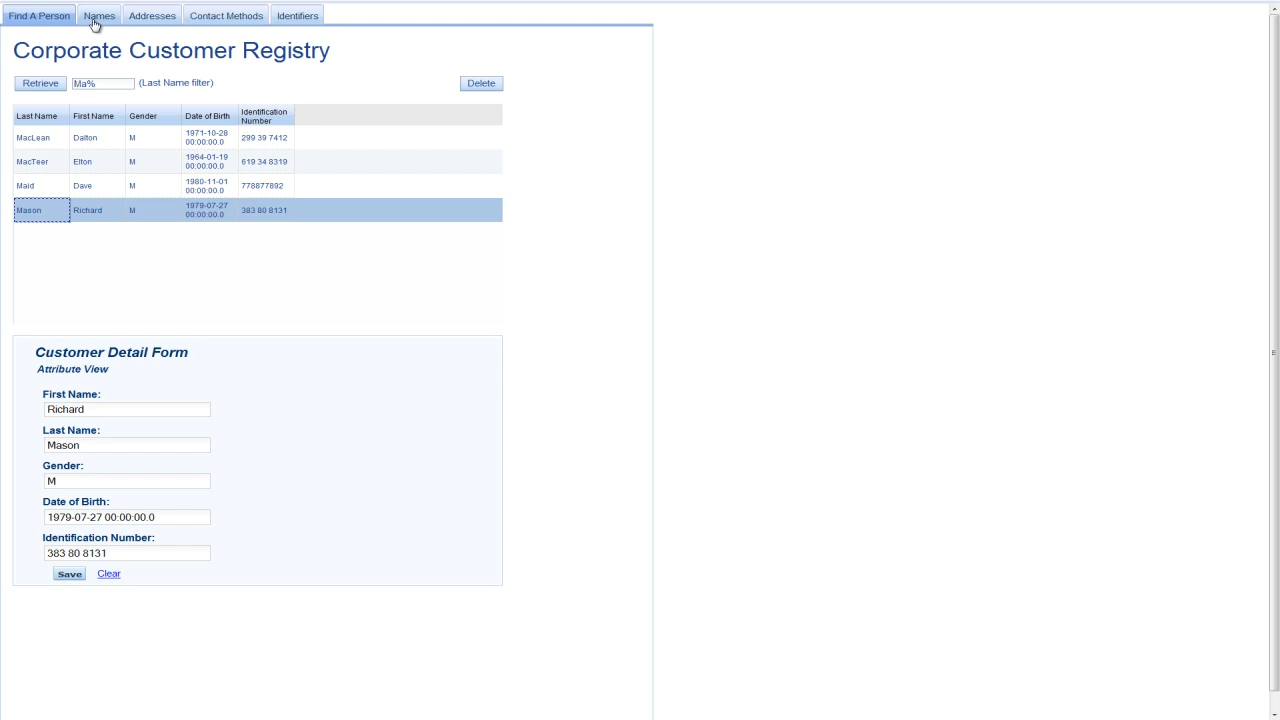 Find A Person Names Addresses Contact Methods Identifiers
Corporate Customer Registry
Retrieve Ma% (Last Name filter) Delete
Last Name First Name Gender Date of Birth Identification Number
MacLean Dalton M 1971-10-28 00:00:00.0 299 39 7412
MacTeer Elton M 1964-01-19 00:00:00.0 619 34 8319
Maid Dave M 1980-11-01 00:00:00.0 778877892
Mason Richard M 1979-07-27 00:00:00.0 383 80 8131
Customer Detail Form
Attribute View
First Name:
Richard
Last Name:
Mason
Gender:
M
Date of Birth:
1979-07-27 00:00:00.0
Identification Number:
383 80 8131
Save Clear